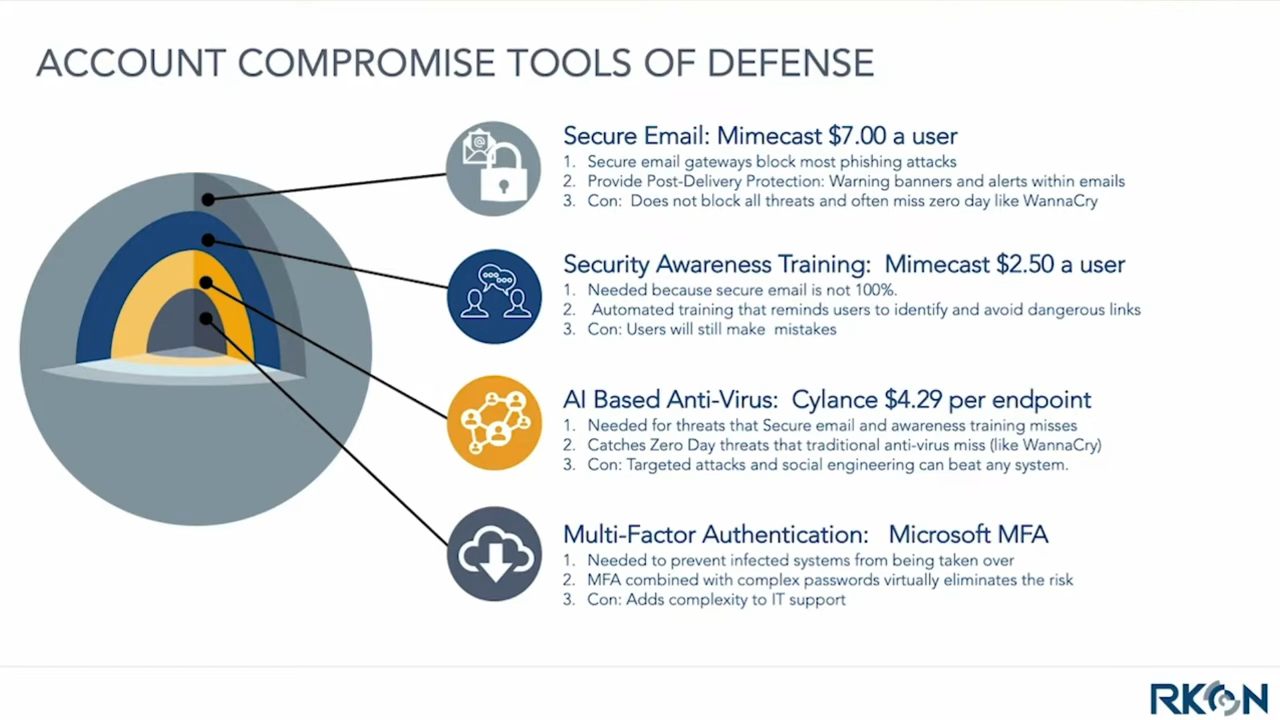 ACCOUNT COMPROMISE TOOLS OF DEFENSE
Secure Email: Mimecast $7.00 a user
1. Secure email gateways block most phishing attacks
2. Provide Post-Delivery Protection: Warning banners and alerts within emails
3. Con: Does not block all threats and often miss zero day like WannaCry
Security Awareness Training: Mimecast $2.50 a user
1. Needed because secure email is not 100%.
2. Automated training that reminds users to identify and avoid dangerous links
3. Con: Users will still make mistakes
AI Based Anti-Virus: Cylance $4.29 per endpoint
1. Needed for threats that Secure email and awareness training misses
2. Catches Zero Day threats that traditional anti-virus miss (like WannaCry)
3. Con: Targeted attacks and social engineering can beat any system.
Multi-Factor Authentication: Microsoft MFA
1. Needed to prevent infected systems from being taken over
2. MFA combined with complex passwords virtually eliminates the risk
3. Con: Adds complexity to IT support
RKON